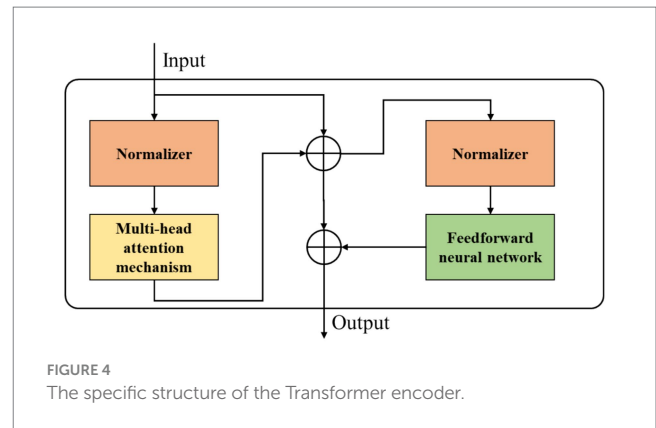 Input
Normalizer
Multi-head
attention
mechanism
Normalizer
Feedforward
neural network
Output
FIGURE 4
The specific structure of the Transformer encoder.